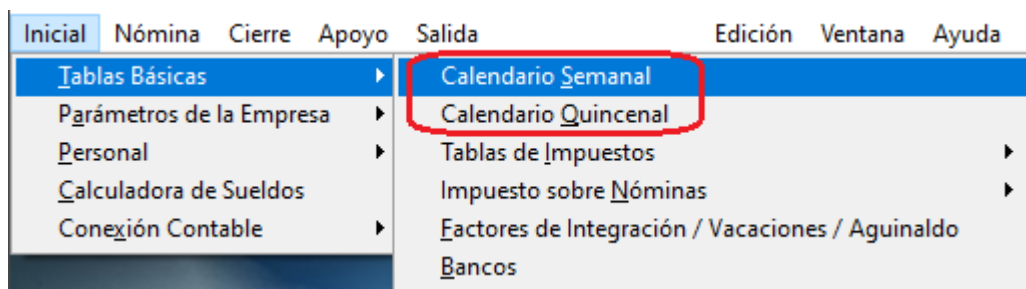 Inicial Nómina Cierre Apoyo Salida Edición Ventana Ayuda
Tablas Básicas
Parámetros de la Empresa
Personal
Calculadora de Sueldos
Conexión Contable
Calendario Semanal
Calendario Quincenal
Tablas de Impuestos
Impuesto sobre Nóminas
Factores de Integración / Vacaciones / Aguinaldo
Bancos